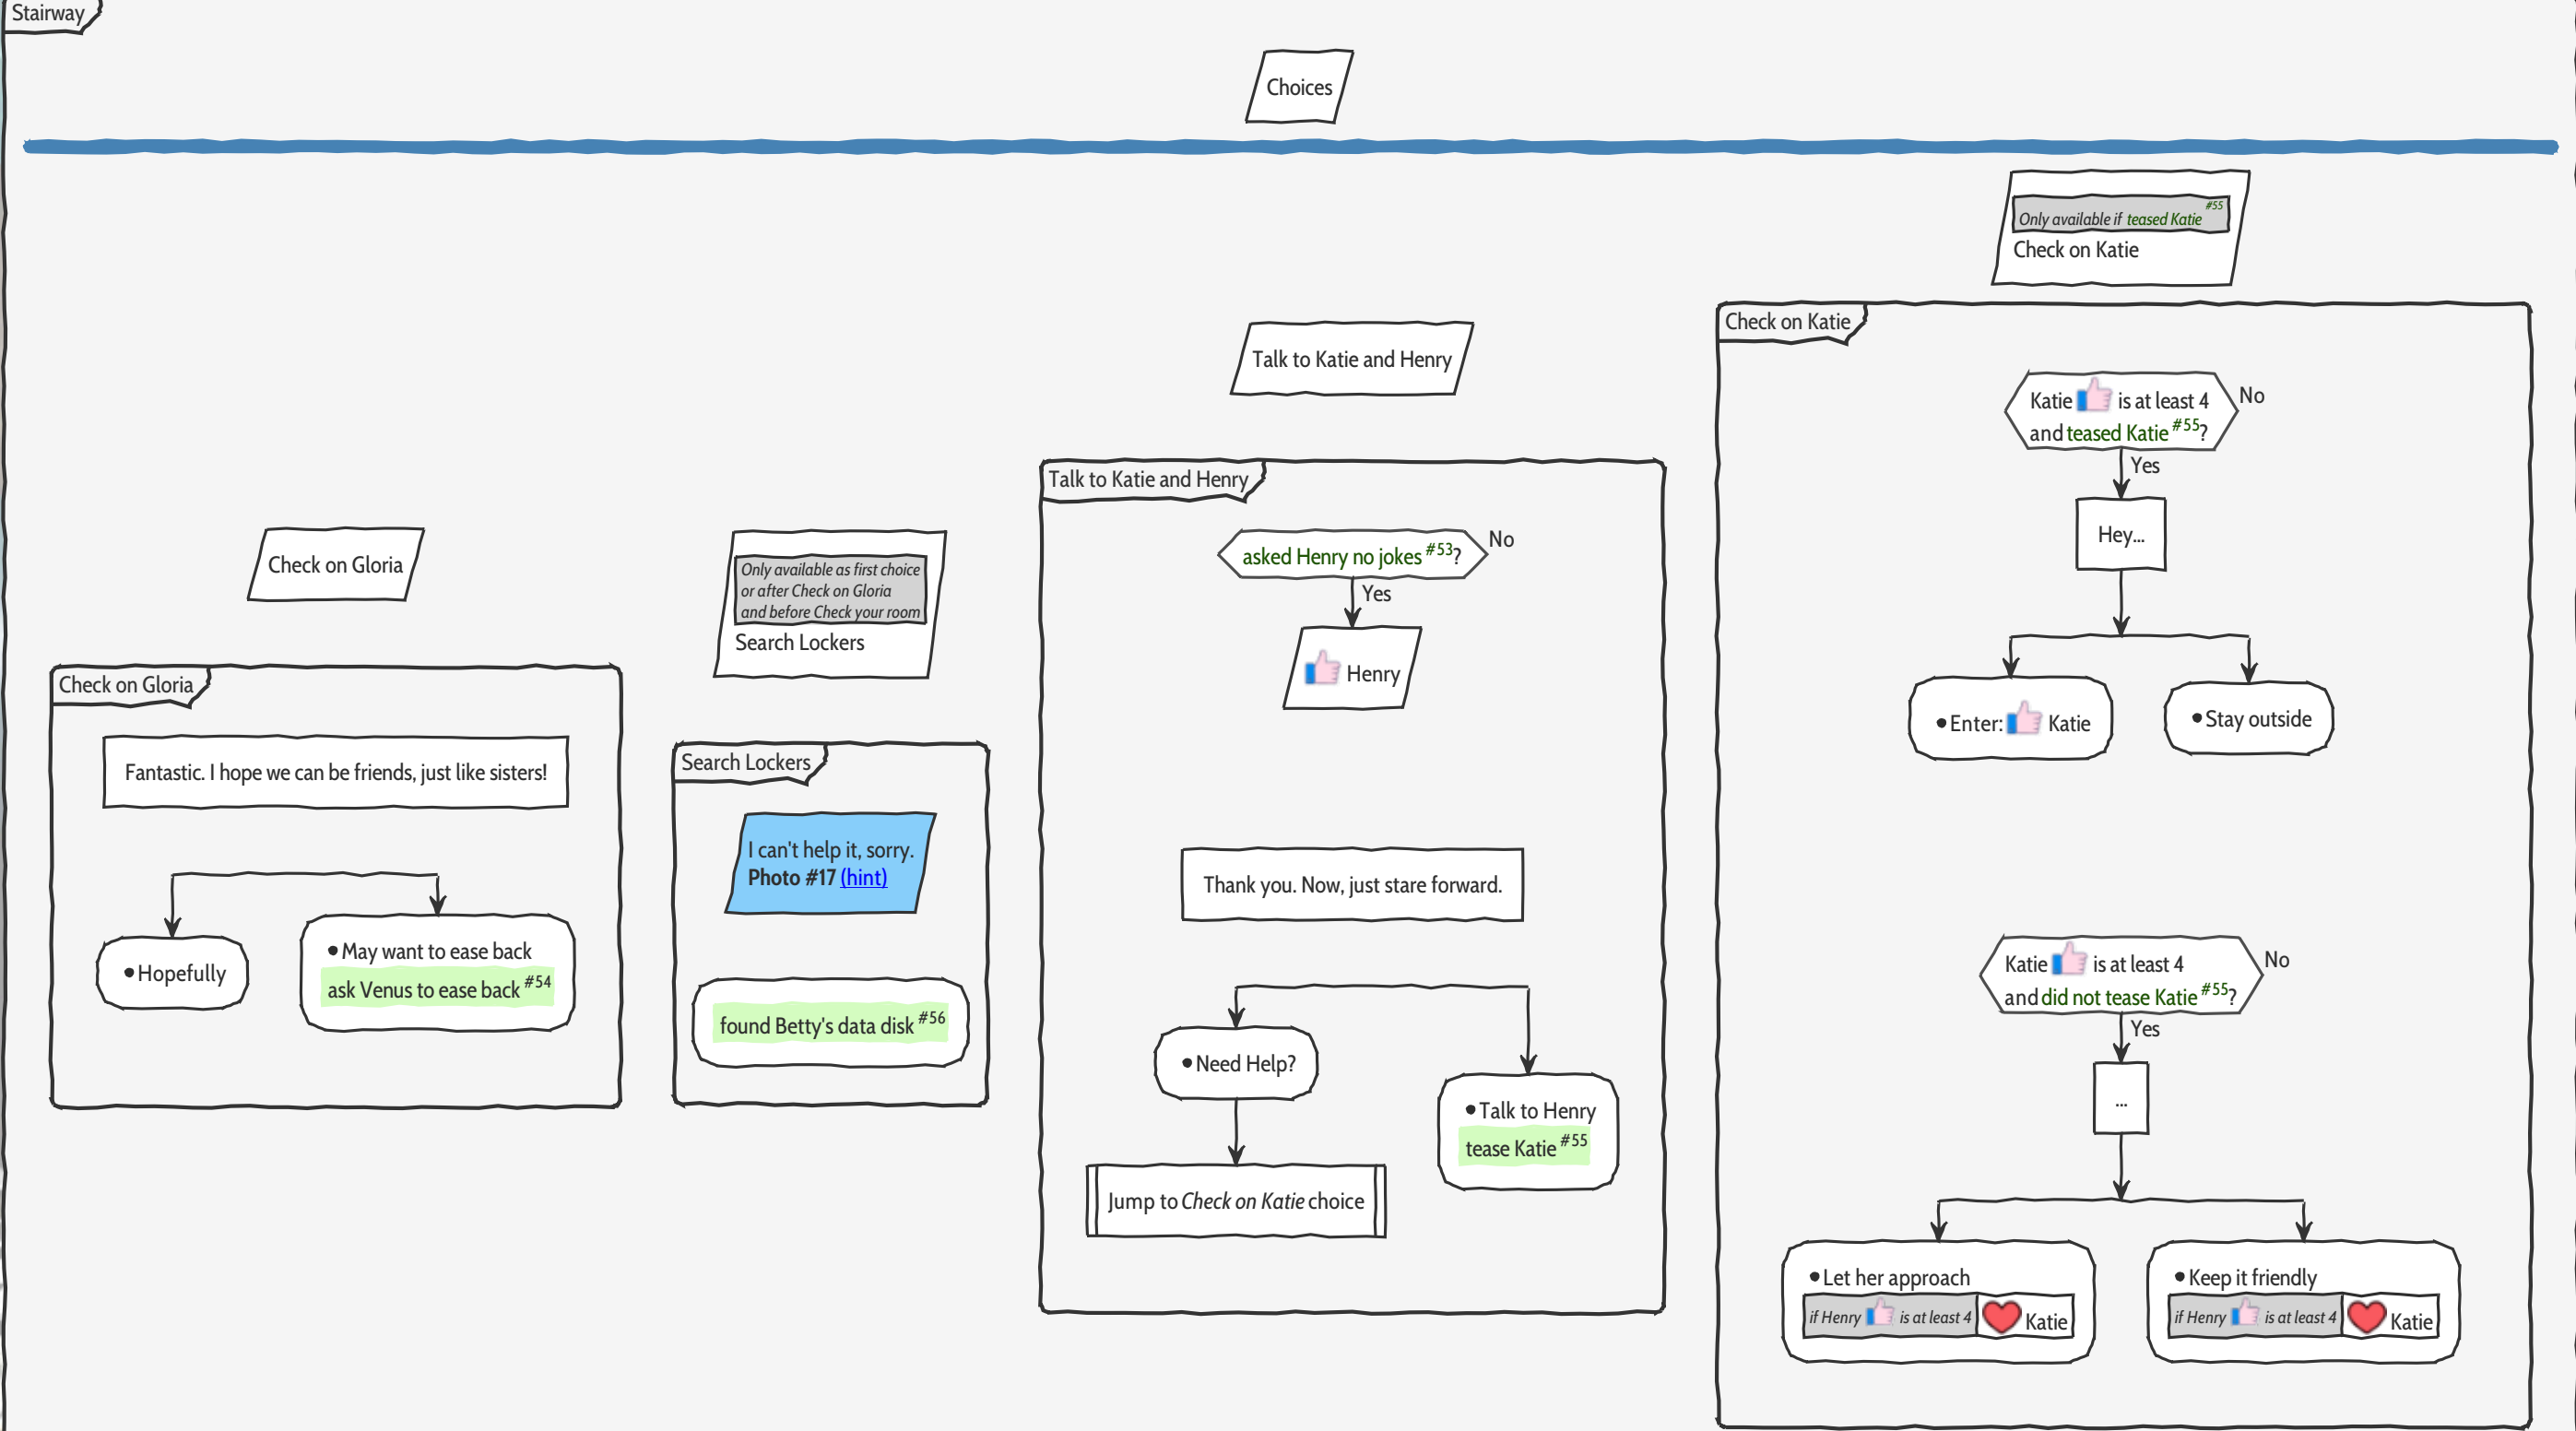 Stairway
Choices
Check on Gloria
Check on Gloria
Fantastic. I hope we can be friends, just like sisters!
•Hopefully
•May want to ease back
ask Venus to ease back #54
Only available as first choice
or after Check on Gloria
and before Check your room
Search Lockers
Search Lockers
I can't help it, sorry.
Photo #17 (hint)
found Betty's data disk #56
Talk to Katie and Henry
Talk to Katie and Henry
asked Henry no jokes #53?
No
Yes
Henry
Thank you. Now, just stare forward.
•Need Help?
Jump to Check on Katie choice
•Talk to Henry
tease Katie #55
Only available if teased Katie #55
Check on Katie
Check on Katie
Katie is at least 4
and teased Katie #55?
No
Yes
Hey...
•Enter: Katie
•Stay outside
Katie is at least 4
and did not tease Katie #55?
No
Yes
...
•Let her approach
if Henry is at least 4 Katie
•Keep it friendly
if Henry is at least 4 Katie